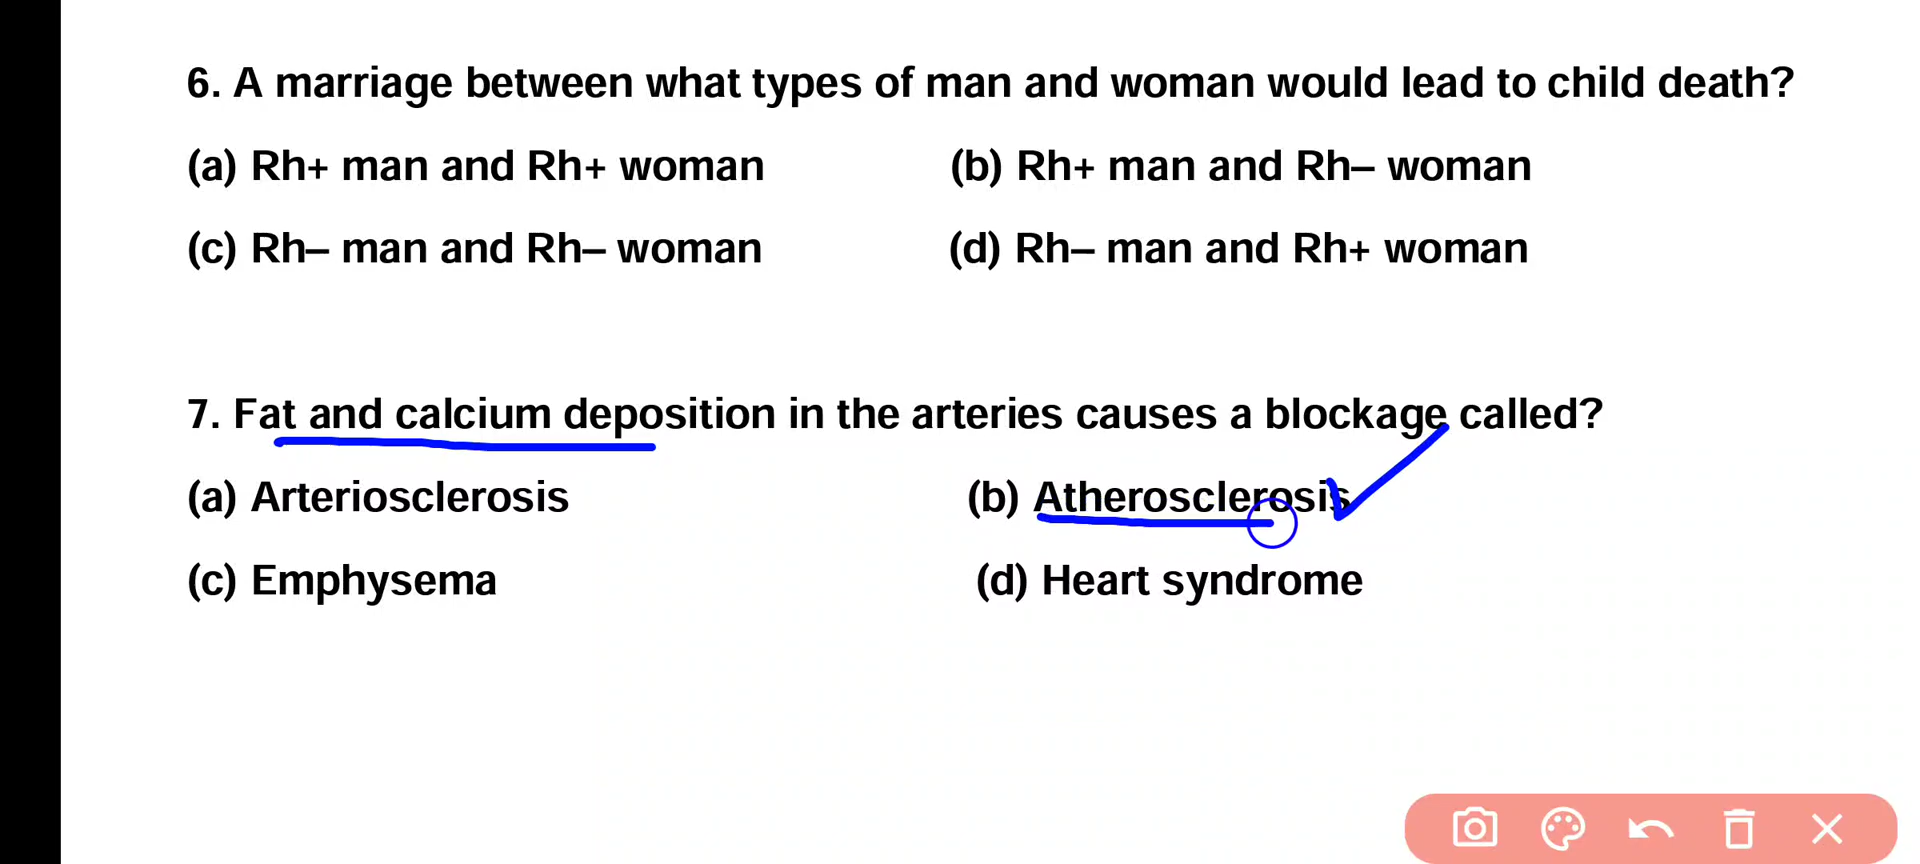 6. A marriage between what types of man and woman would lead to child death?
(a) Rh+ man and Rh+ woman (b) Rh+ man and Rh– woman
(c) Rh– man and Rh– woman (d) Rh– man and Rh+ woman
7. Fat and calcium deposition in the arteries causes a blockage called?
(a) Arteriosclerosis (b) Atherosclerosis
(c) Emphysema (d) Heart syndrome